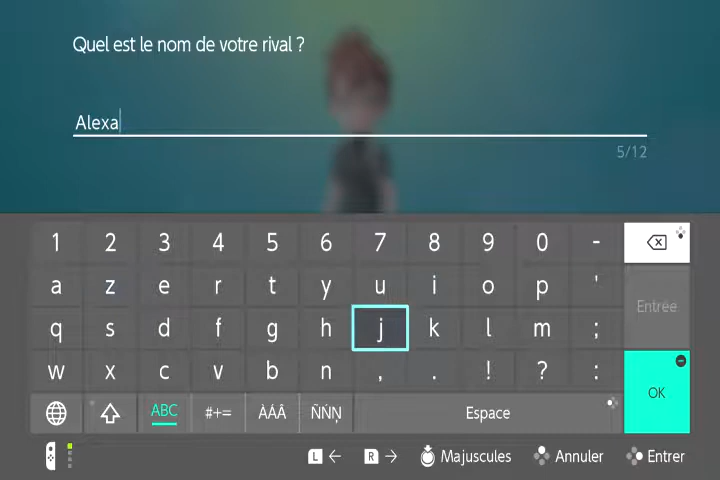 Quel est le nom de votre rival ?
Alexa
5/12
1 2 3 4 5 6 7 8 9 0 -
a z e r t y u i o p '
Entrée
q s d f g h j k l m ;
w x c v b n , . ! ? :
OK
ABC #+= ÀÁÂ ÑŃŅ Espace
L ← R → Majuscules Annuler Entrer